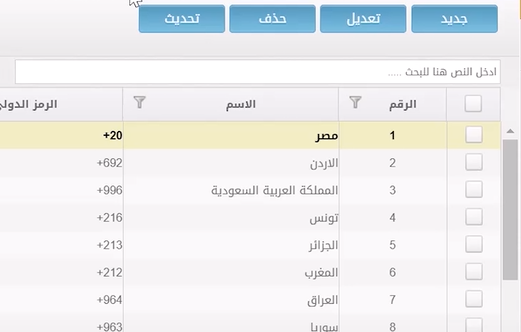 جديد تعديل حذف تحديث
ادخل النص هنا للبحث .....
الرقم الاسم الرمز الدولي
1 مصر +20
2 الاردن +692
3 المملكة العربية السعودية +996
4 تونس +216
5 الجزائر +213
6 المغرب +212
7 العراق +964
8 سوريا +963